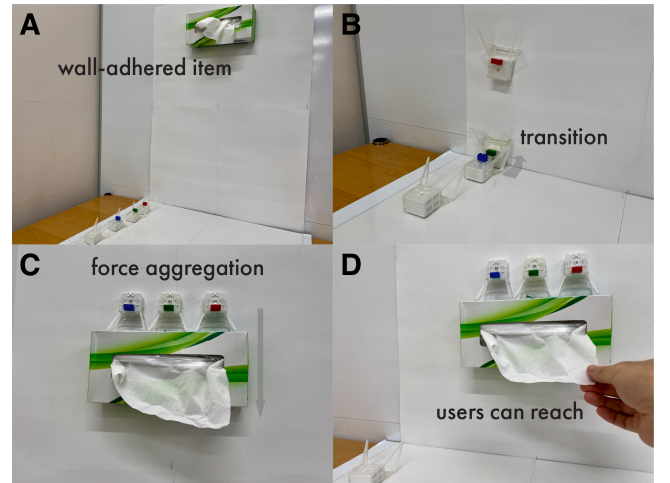 A
wall-adhered item
B
transition
C
force aggregation
D
users can reach